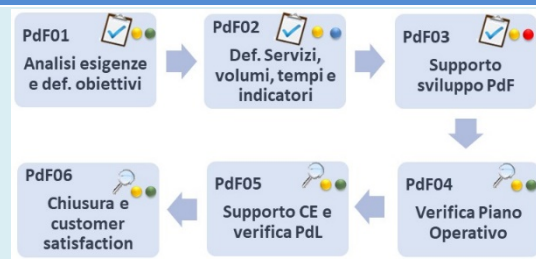 PdF01
Analisi esigenze
e def. obiettivi
PdF02
Def. Servizi,
volumi, tempi e
indicatori
PdF03
Supporto
sviluppo PdF
PdF04
Verifica Piano
Operativo
PdF05
Supporto CE e
verifica PdL
PdF06
Chiusura e
customer
satisfaction